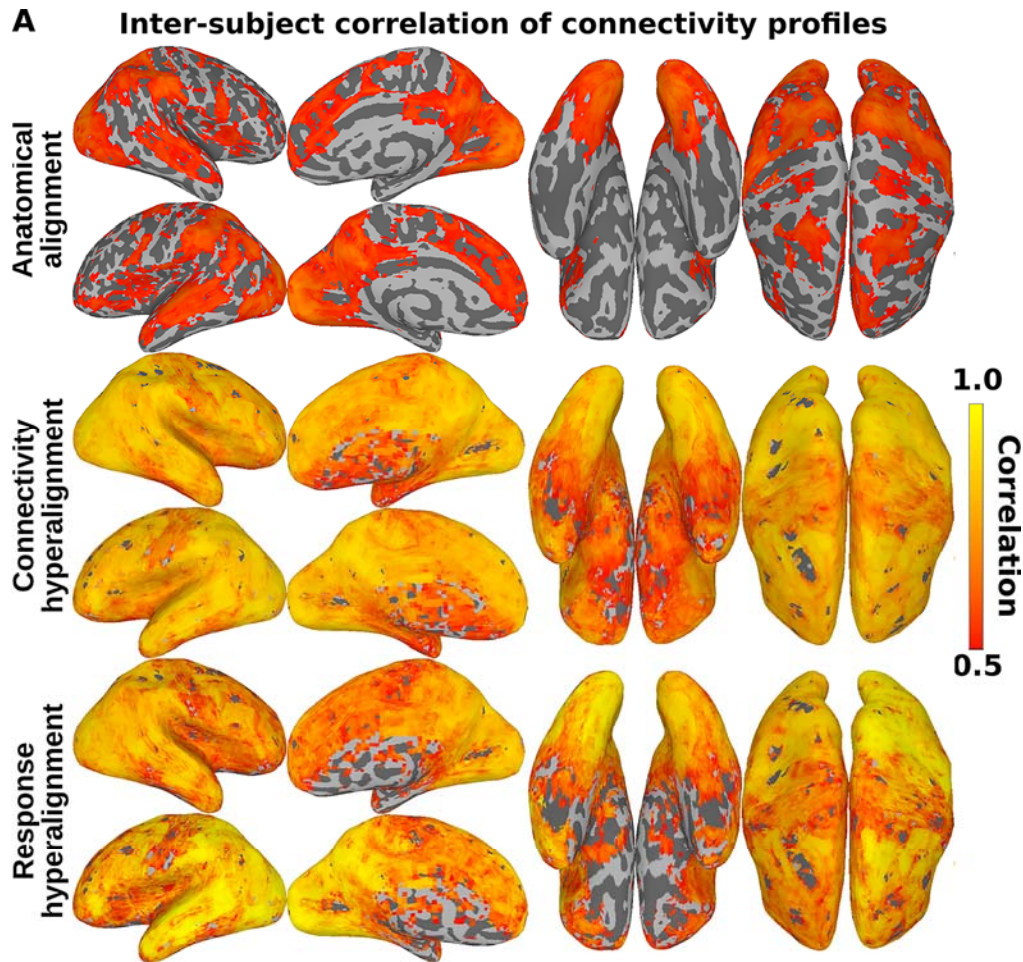 A Inter-subject correlation of connectivity profiles
Anatomical
alignment
Connectivity
hyperalignment
Response
hyperalignment
1.0
Correlation
0.5